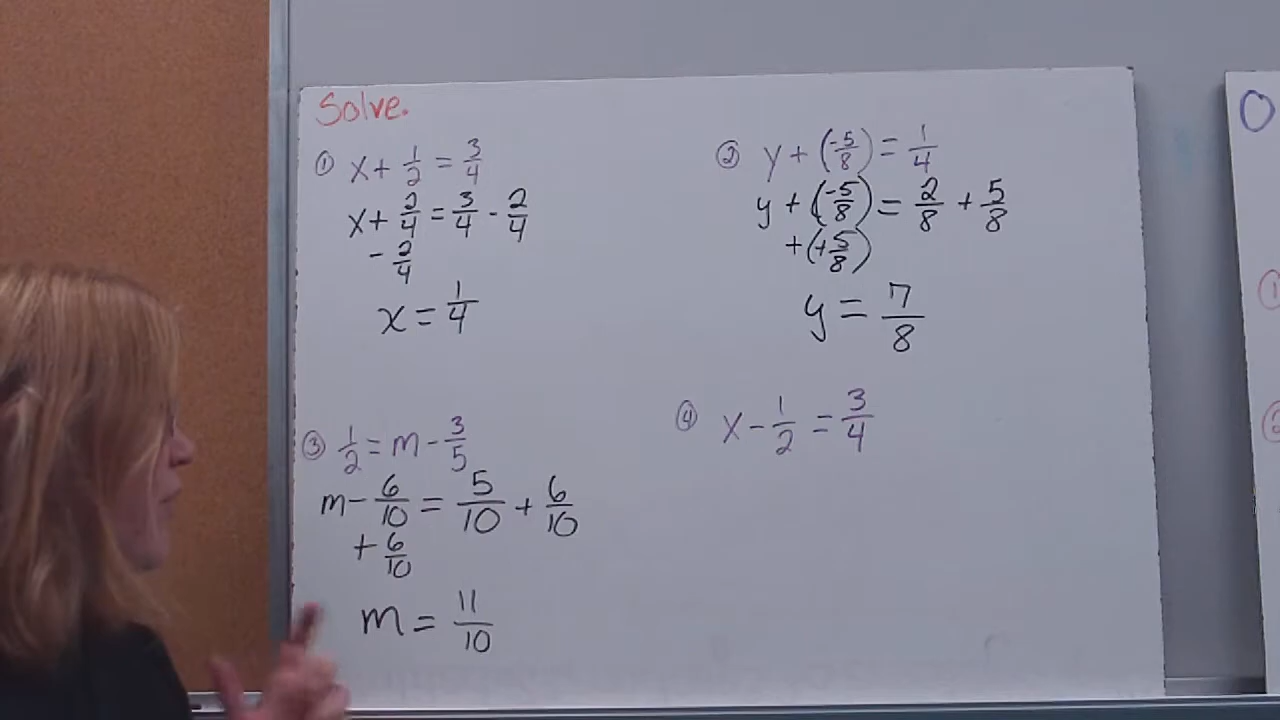 Solve.
① x + 1/2 = 3/4
x + 2/4 = 3/4 - 2/4
- 2/4
x = 1/4
② y + (-5/8) = 1/4
y + (-5/8) = 2/8 + 5/8
+ (+5/8)
y = 7/8
③ 1/2 = m - 3/5
m - 6/10 = 5/10 + 6/10
+ 6/10
m = 11/10
④ x - 1/2 = 3/4
①
②